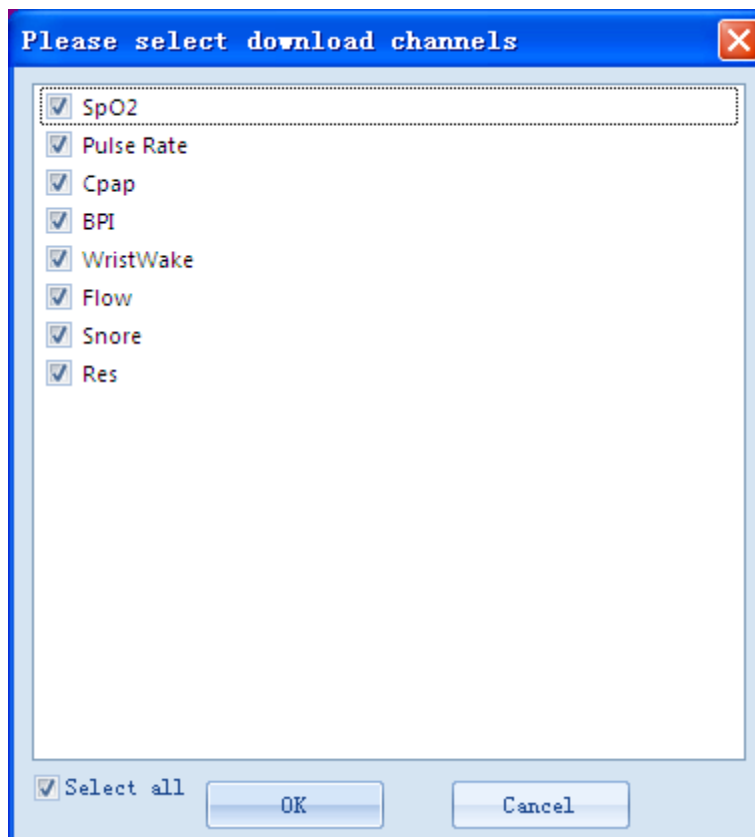 Please select download channels
SpO2
Pulse Rate
Cpap
BPI
WristWake
Flow
Snore
Res
Select all
OK
Cancel